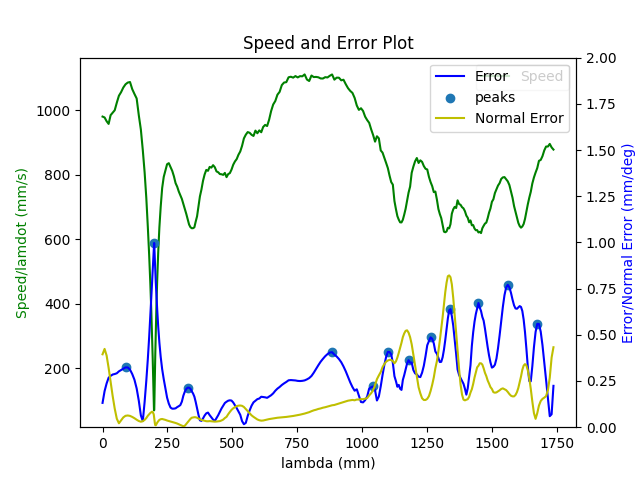 Speed and Error Plot
Error
Speed
peaks
Normal Error
Speed/lamdot (mm/s)
1000
800
600
400
200
0
250
500
750
1000
1250
1500
1750
lambda (mm)
2.00
1.75
1.50
1.25
1.00
0.75
0.50
0.25
0.00
Error/Normal Error (mm/deg)